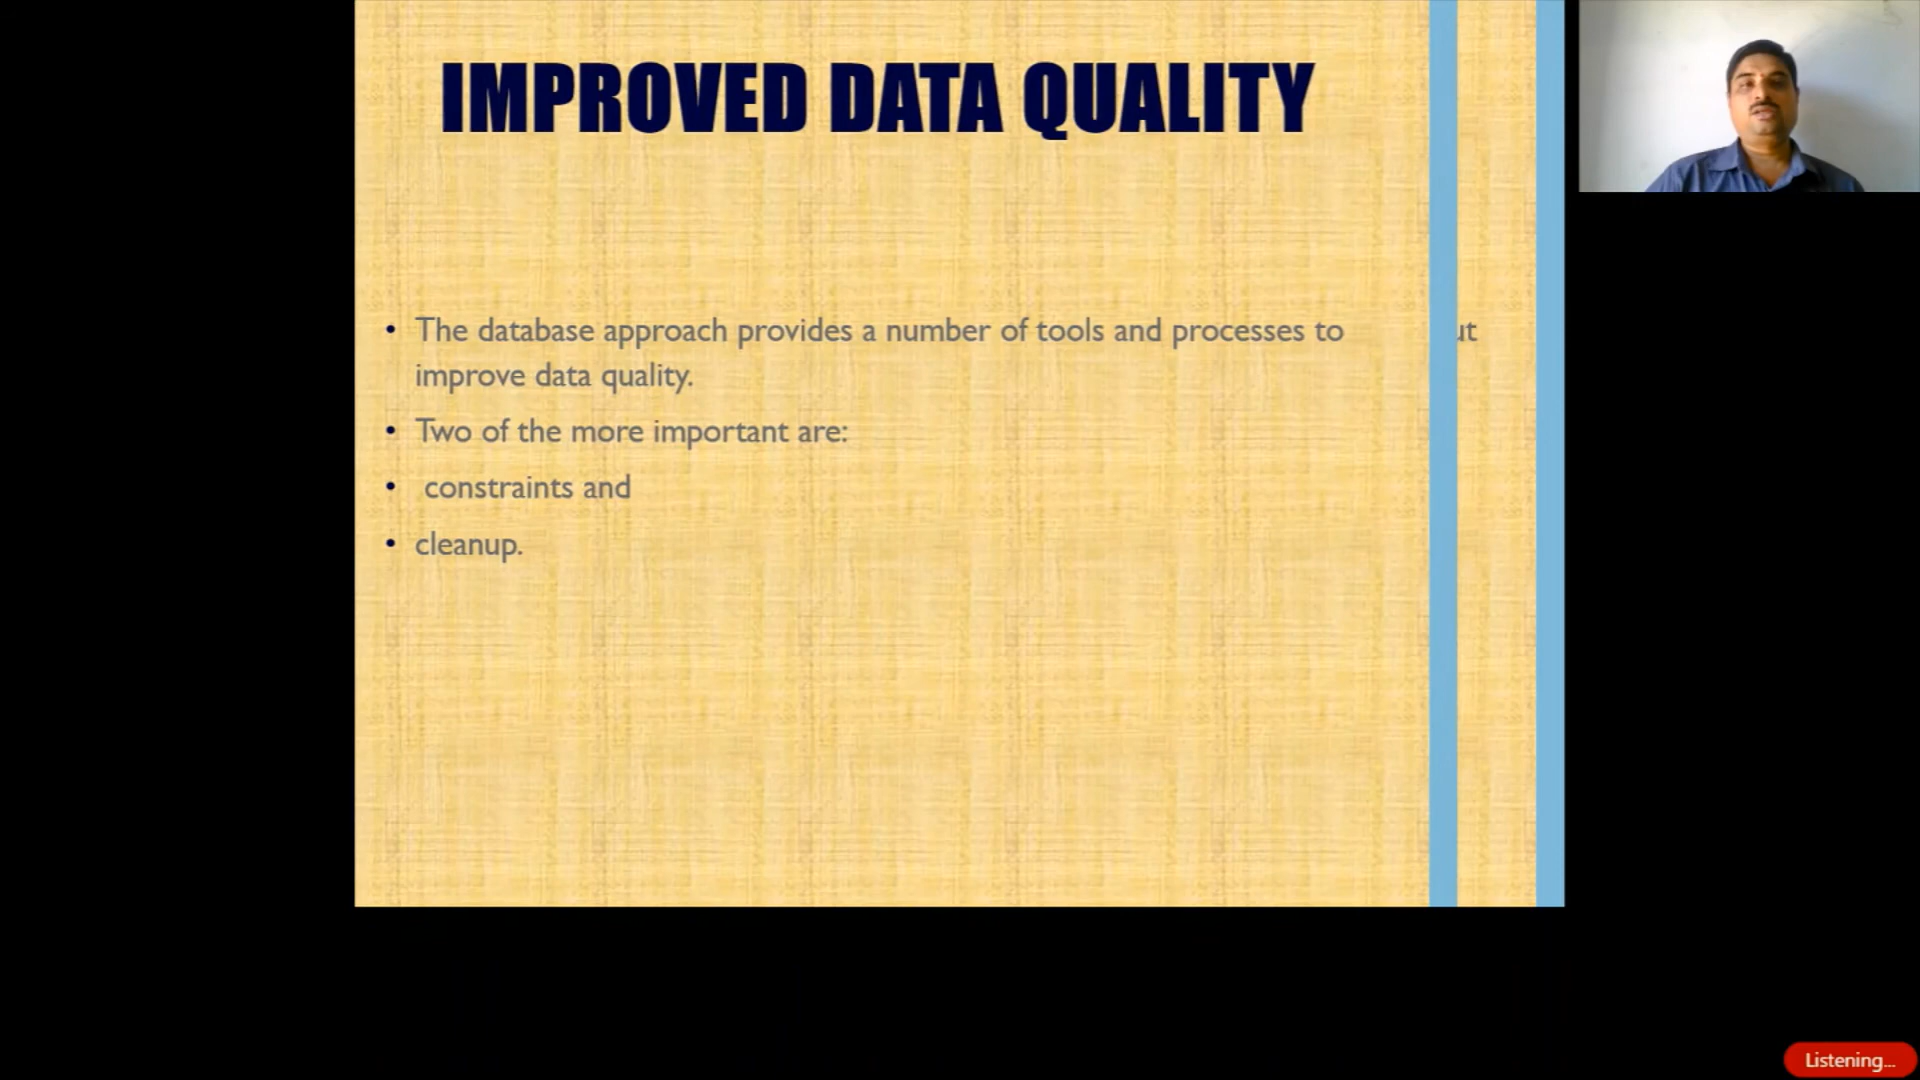 IMPROVED DATA QUALITY
• The database approach provides a number of tools and processes to
improve data quality.
• Two of the more important are:
• constraints and
• cleanup.
Listening...